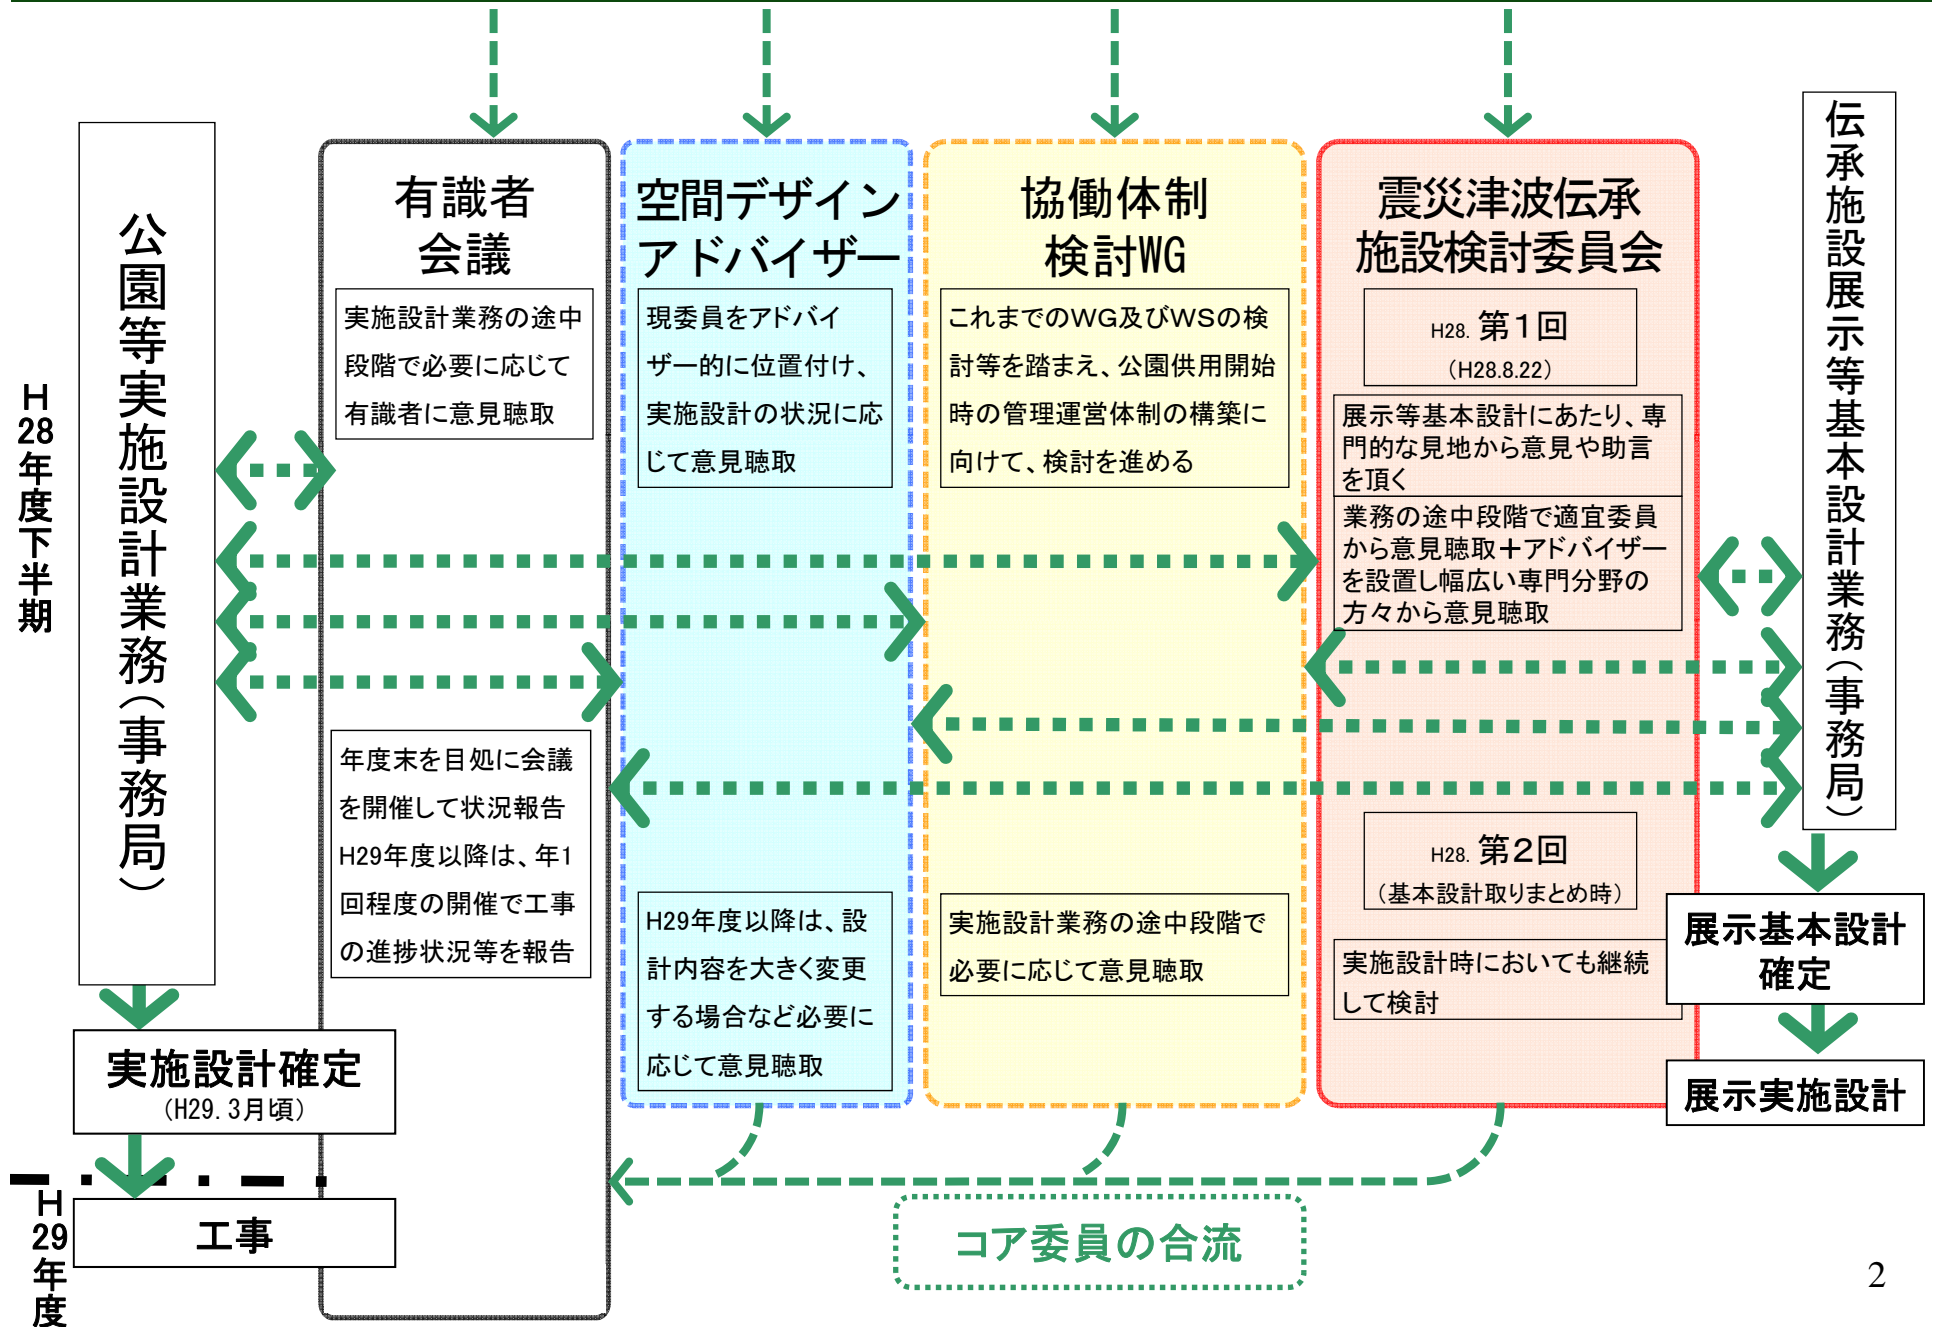 H28年度下半期
公園等実施設計業務(事務局)
有識者
会議
実施設計業務の途中
段階で必要に応じて
有識者に意見聴取
年度末を目処に会議
を開催して状況報告
H29年度以降は、年1
回程度の開催で工事
の進捗状況等を報告
空間デザイン
アドバイザー
現委員をアドバイ
ザー的に位置付け、
実施設計の状況に応
じて意見聴取
H29年度以降は、設
計内容を大きく変更
する場合など必要に
応じて意見聴取
協働体制
検討WG
これまでのWG及びWSの検
討等を踏まえ、公園供用開始
時の管理運営体制の構築に
向けて、検討を進める
実施設計業務の途中段階で
必要に応じて意見聴取
震災津波伝承
施設検討委員会
H28. 第1回
(H28.8.22)
展示等基本設計にあたり、専
門的な見地から意見や助言
を頂く
業務の途中段階で適宜委員
から意見聴取+アドバイザー
を設置し幅広い専門分野の
方々から意見聴取
H28. 第2回
(基本設計取りまとめ時)
実施設計時においても継続
して検討
伝承施設展示等基本設計業務(事務局)
展示基本設計
確定
展示実施設計
実施設計確定
(H29.3月頃)
H29年度
工事
コア委員の合流
2